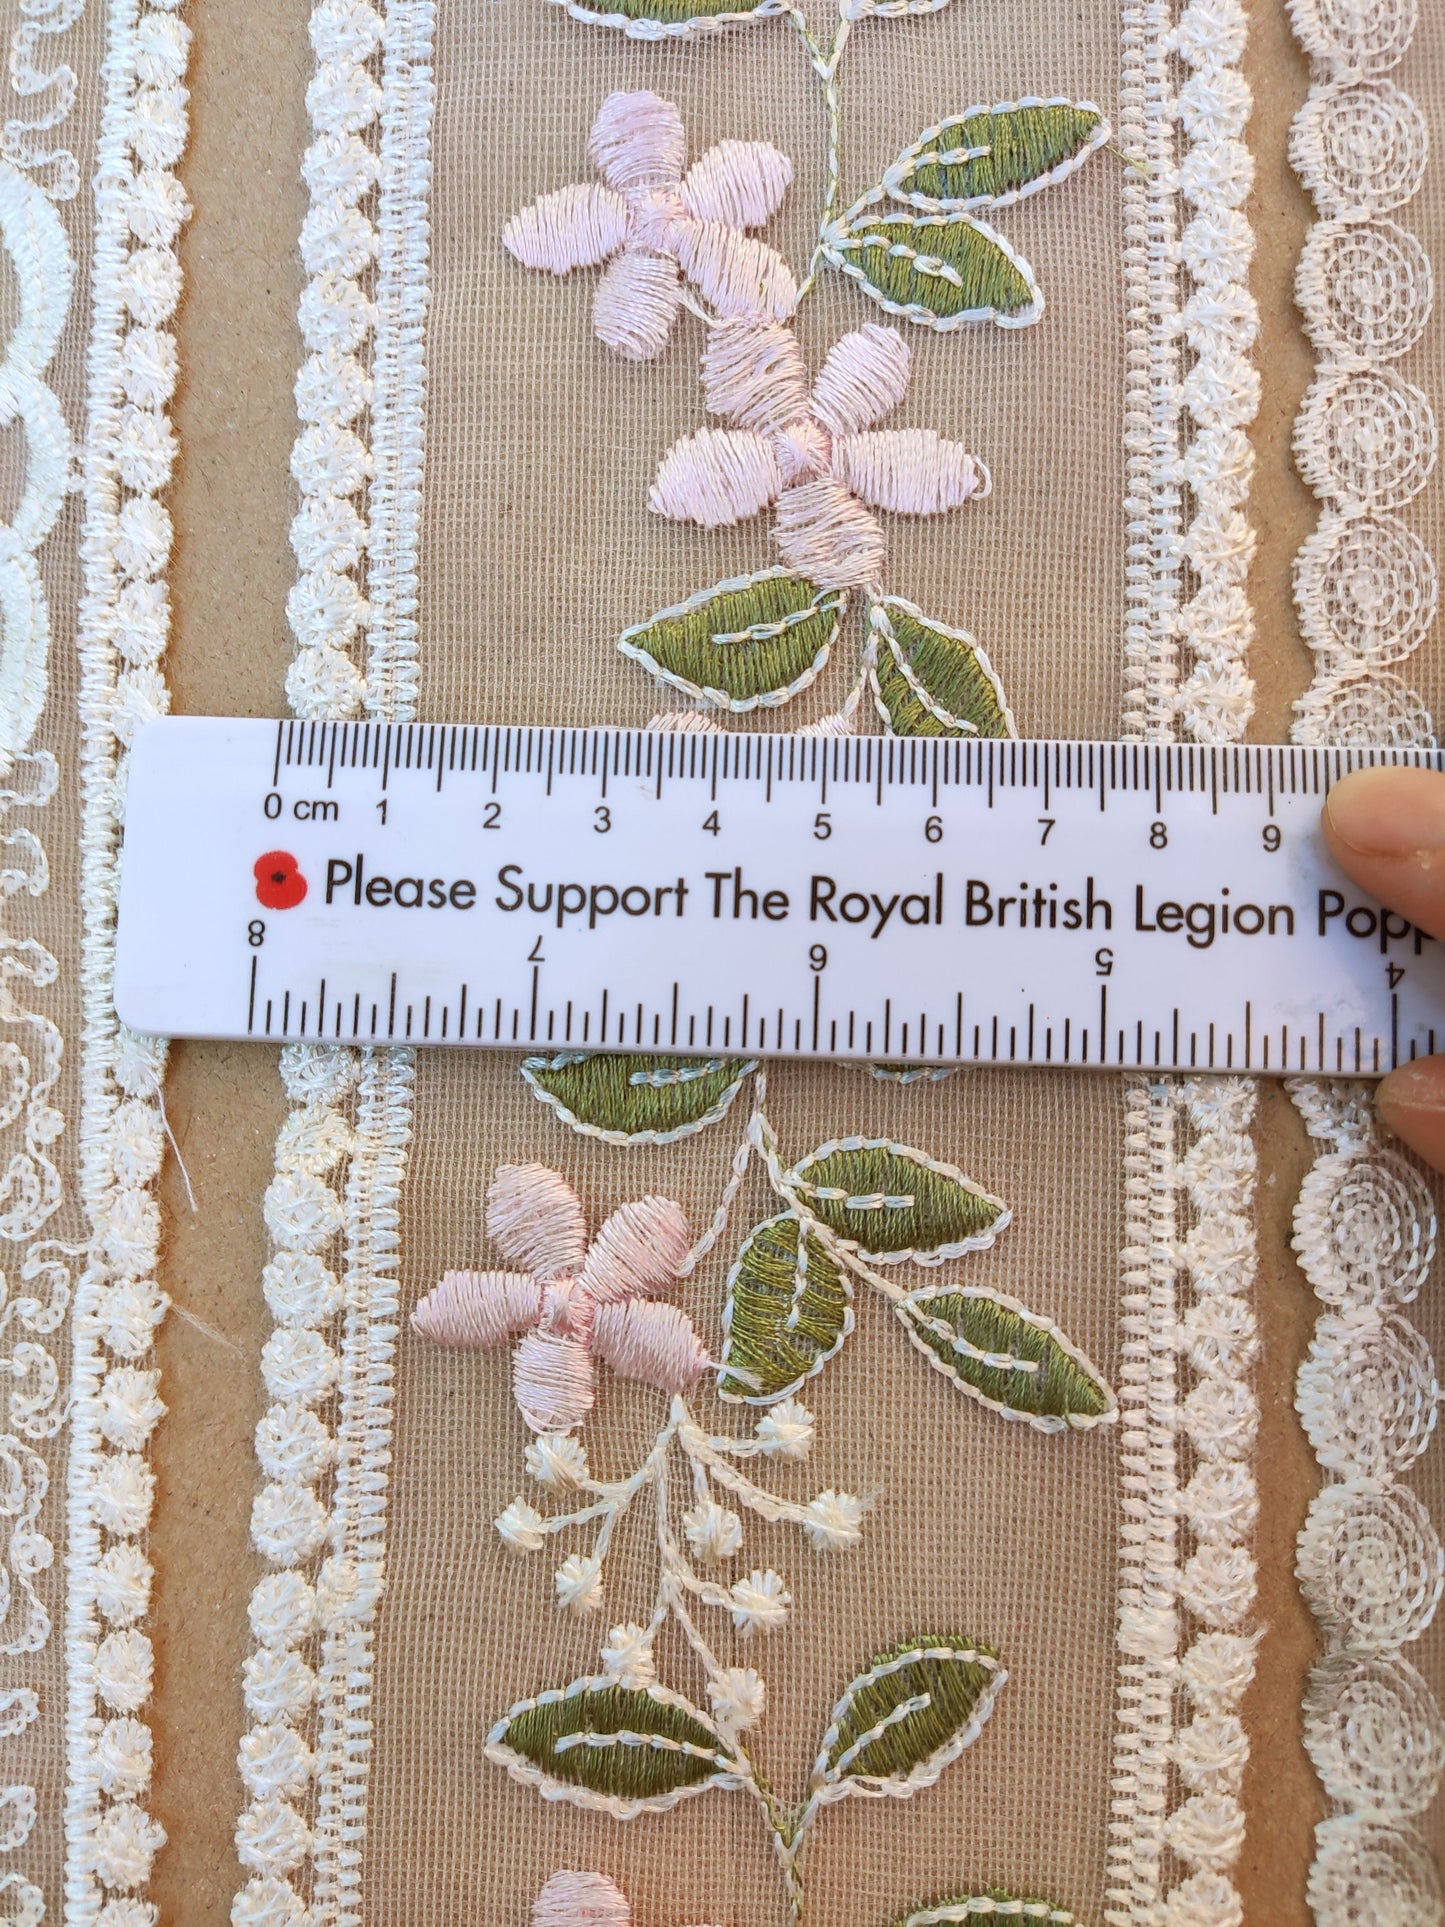 0 cm 1 2 3 4 5 6 7 8 9
Please Support The Royal British Legion Popp
8 7 6 5 4